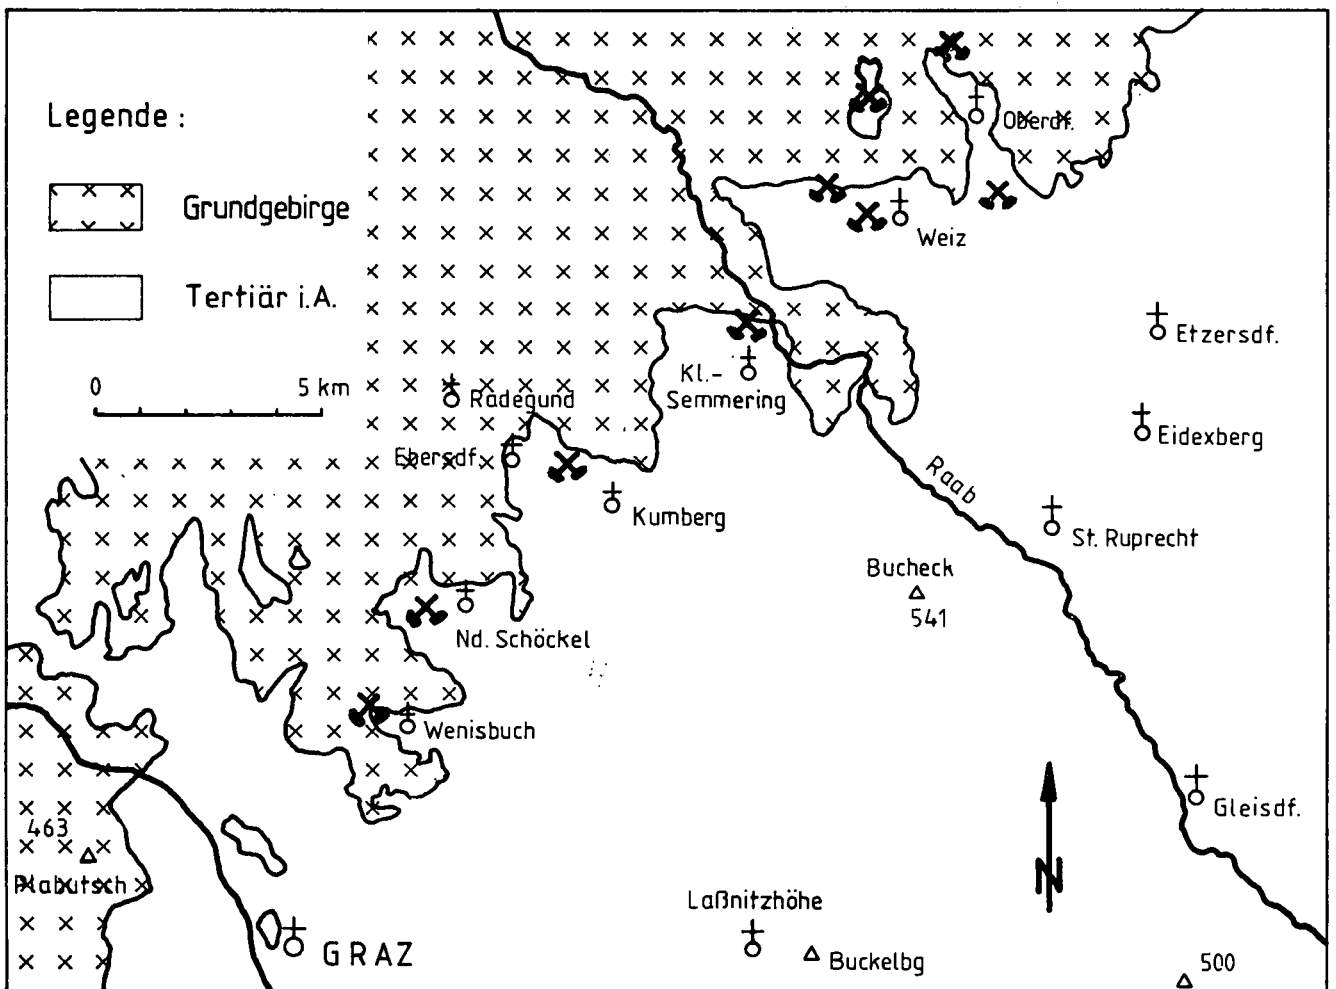 Legende :
Grundgebirge
Tertiär i.A.
0 5 km
Oberdf.
Weiz
Etzersdf.
Kl.-
Semmering
Radegund
Ebersdf.
Eidexberg
Raab
Kumberg
St. Ruprecht
Bucheck
541
Nd. Schöckel
Wenisbuch
Gleisdf.
463
Plabutsch
N
Laßnitzhöhe
GRAZ
Buckelbg
500